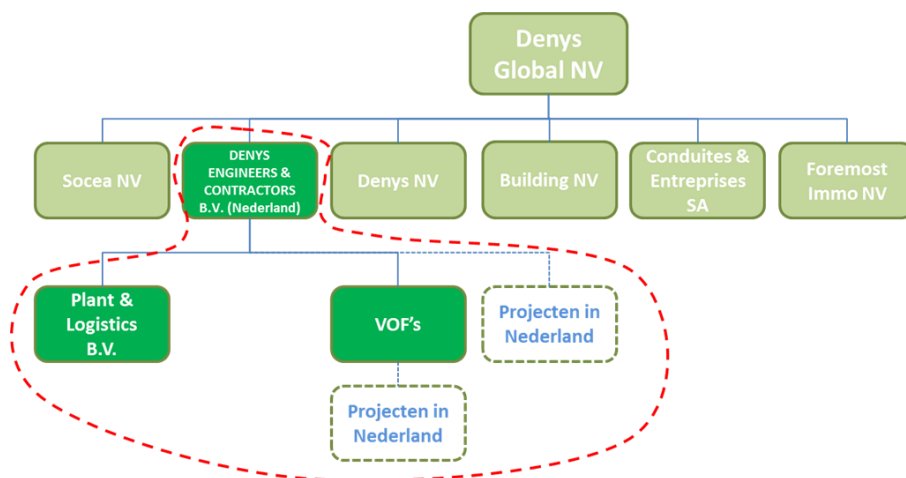 Denys
Global NV
Socea NV
DENYS
ENGINEERS &
CONTRACTORS
B.V. (Nederland)
Denys NV
Building NV
Conduites &
Entreprises
SA
Foremost
Immo NV
Plant &
Logistics
B.V.
VOF's
Projecten in
Nederland
Projecten in
Nederland